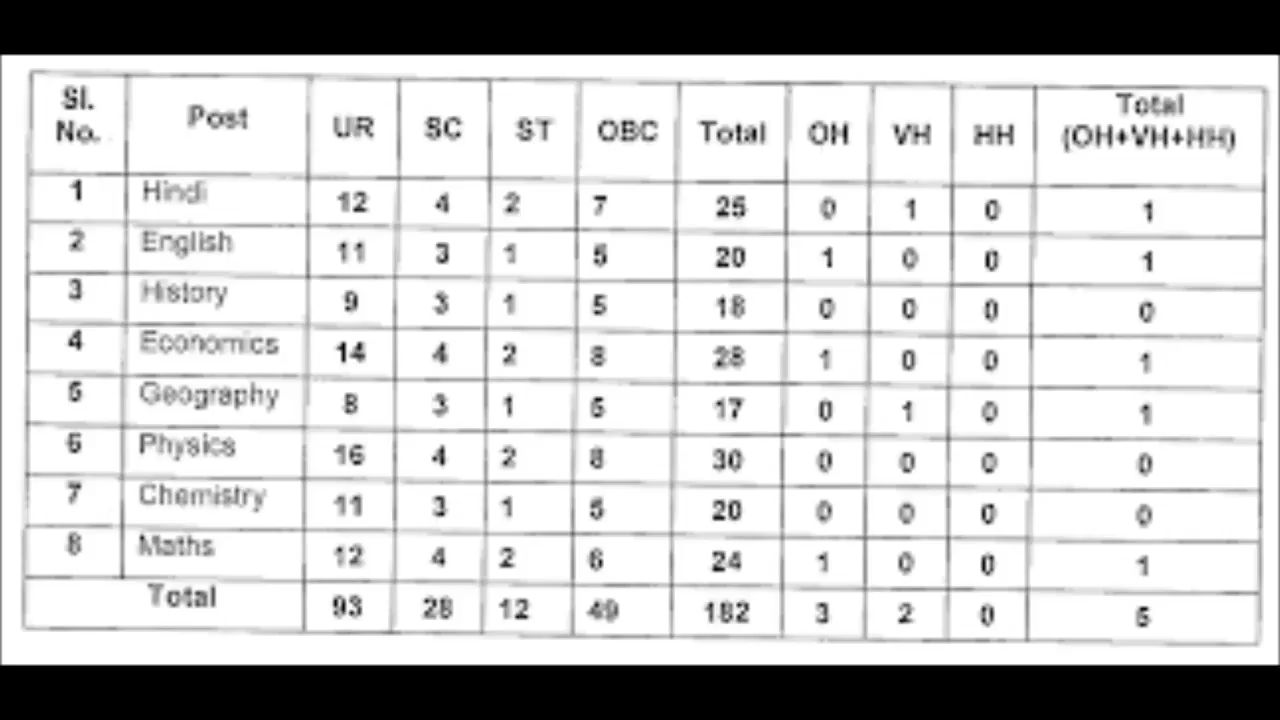 Sl. No. Post UR SC ST OBC Total OH VH HH Total (OH+VH+HH)
1 Hindi 12 4 2 7 25 0 1 0 1
2 English 11 3 1 5 20 1 0 0 1
3 History 9 3 1 5 18 0 0 0 0
4 Economics 14 4 2 8 28 1 0 0 1
5 Geography 8 3 1 5 17 0 1 0 1
6 Physics 16 4 2 8 30 0 0 0 0
7 Chemistry 11 3 1 5 20 0 0 0 0
8 Maths 12 4 2 6 24 1 0 0 1
Total 93 28 12 49 182 3 2 0 5